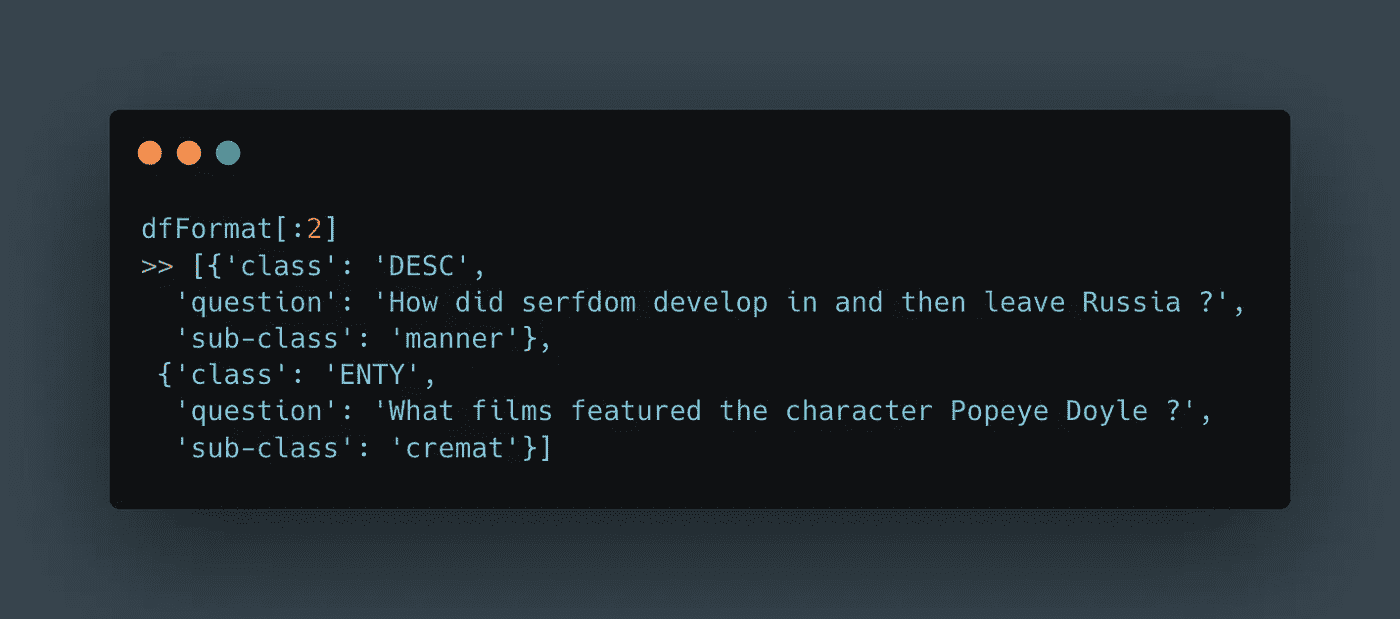 dfFormat[:2]
>> [{'class': 'DESC',
'question': 'How did serfdom develop in and then leave Russia ?',
'sub-class': 'manner'},
{'class': 'ENTY',
'question': 'What films featured the character Popeye Doyle ?',
'sub-class': 'cremat'}]